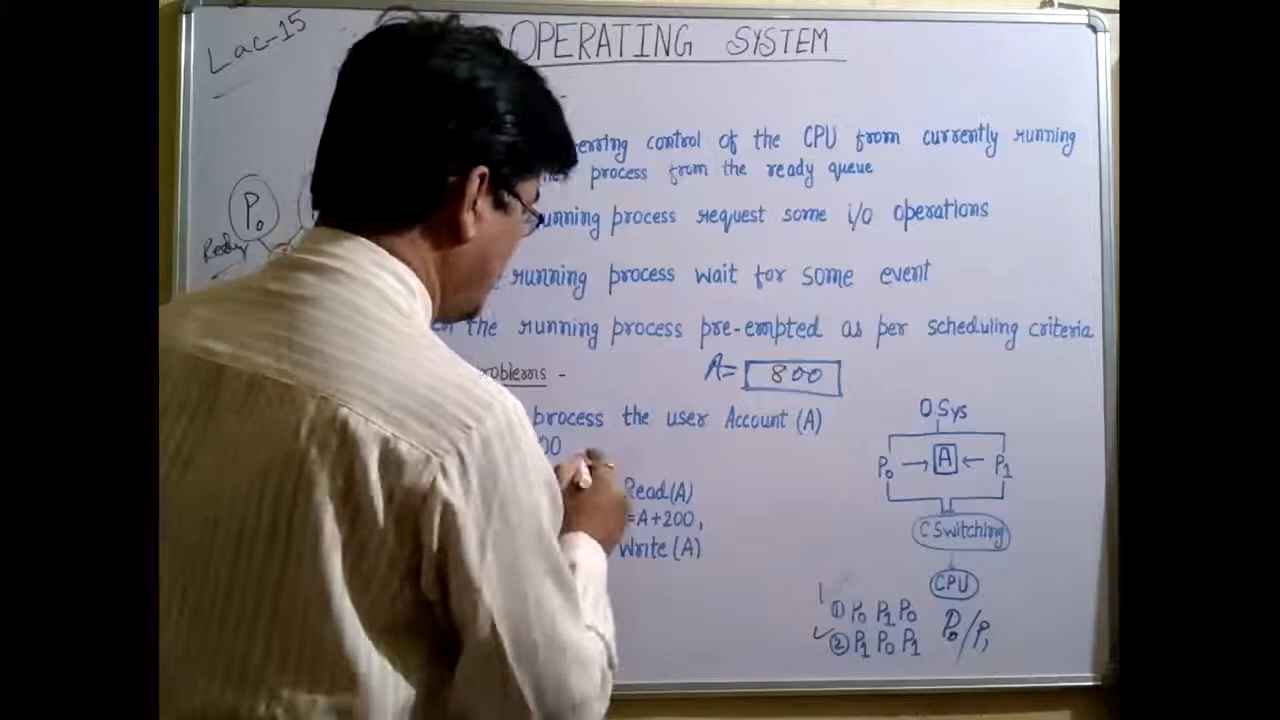 Lac-15
OPERATING SYSTEM
control of the CPU from currently running
process from the ready queue
process request some i/o operations
running process wait for some event
the running process pre-empted as per scheduling criteria
A= 800
process the user Account (A)
O.Sys
P0 → A ← P1
C Switching
CPU
Read(A)
=A+200,
Write (A)
① P0 P1 P0
② P1 P0 P1
P0/P1
P0
Ready